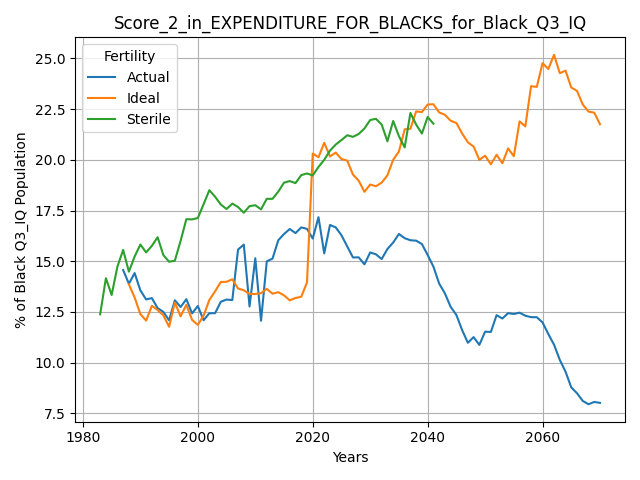 Score_2_in_EXPENDITURE_FOR_BLACKS_for_Black_Q3_IQ
Fertility
Actual
Ideal
Sterile
% of Black Q3_IQ Population
25.0
22.5
20.0
17.5
15.0
12.5
10.0
7.5
1980
2000
2020
2040
2060
Years